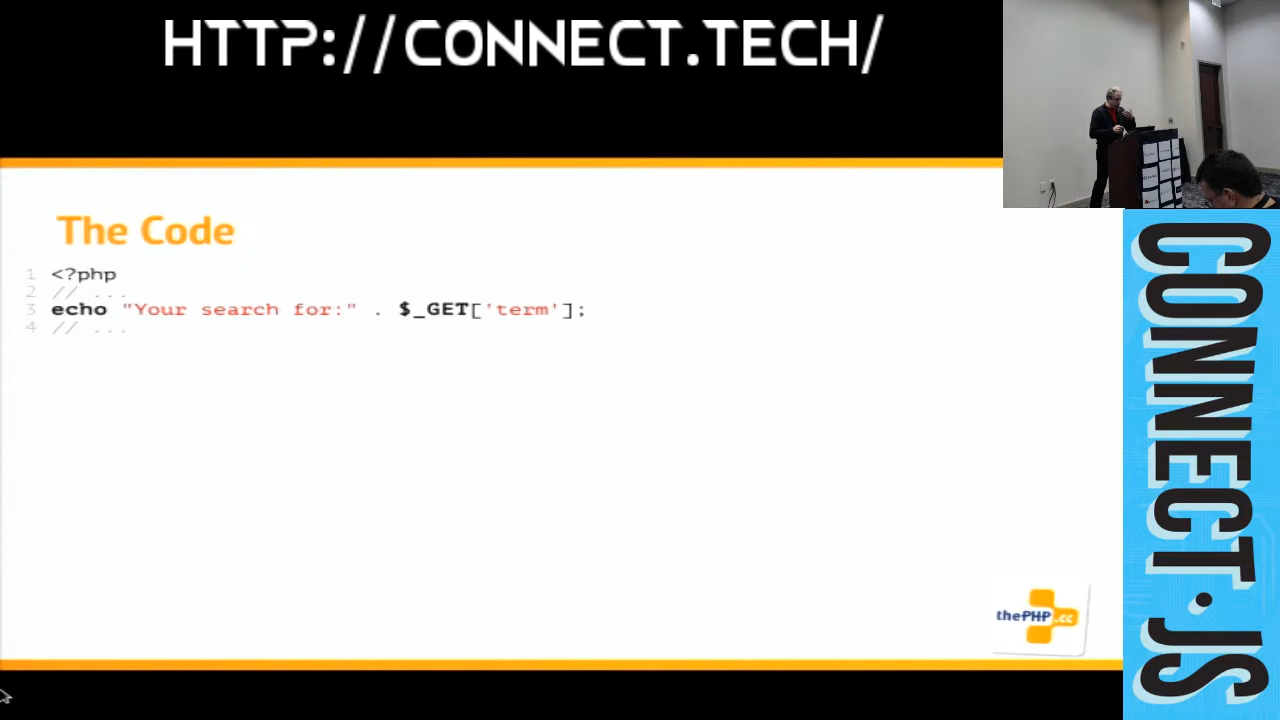 HTTP://CONNECT.TECH/
The Code
1 <?php
2 // ...
3 echo "Your search for:" . $_GET['term'];
4 // ...
thePHP.cc
CONNECT.JS